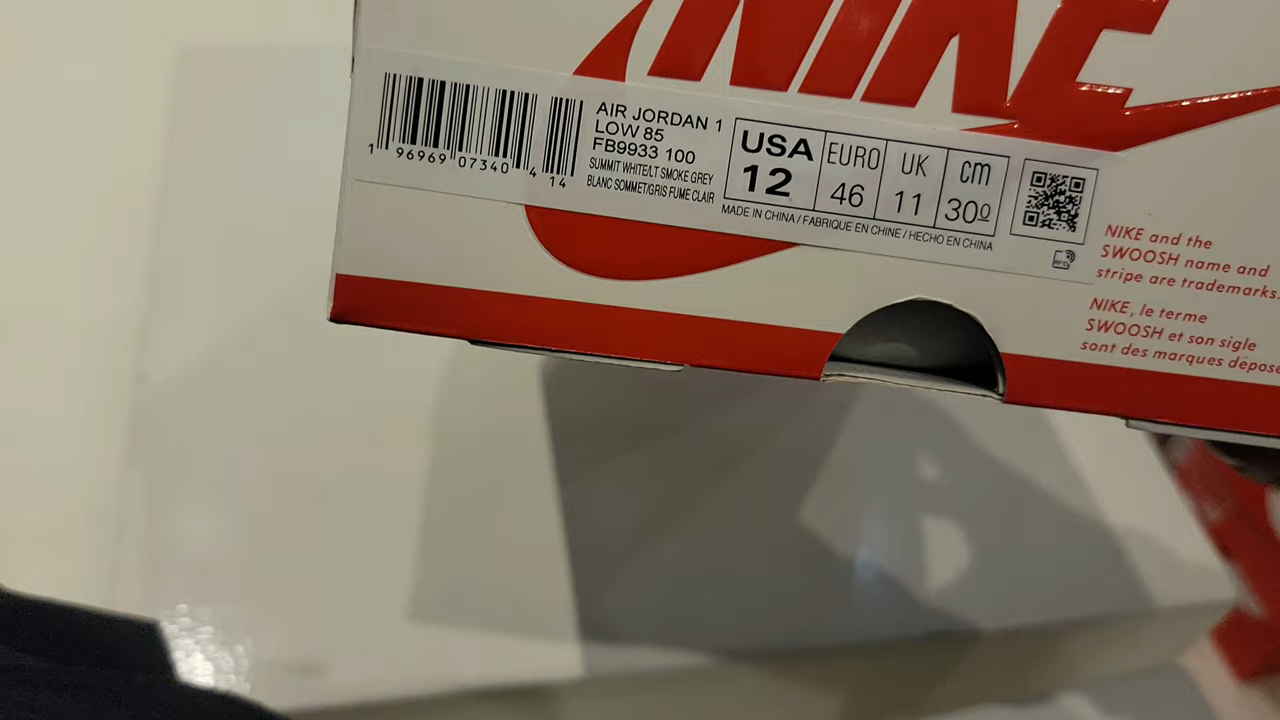 NIKE
AIR JORDAN 1
LOW 85
FB9933 100
SUMMIT WHITE/LT SMOKE GREY
BLANC SOMMET/GRIS FUME CLAIR
1 96969 07340 4 14
USA
12
EURO
46
UK
11
cm
30⁰
MADE IN CHINA / FABRIQUE EN CHINE / HECHO EN CHINA
NIKE and the
SWOOSH name and
stripe are trademarks
NIKE, le terme
SWOOSH et son sigle
sont des marques dépose